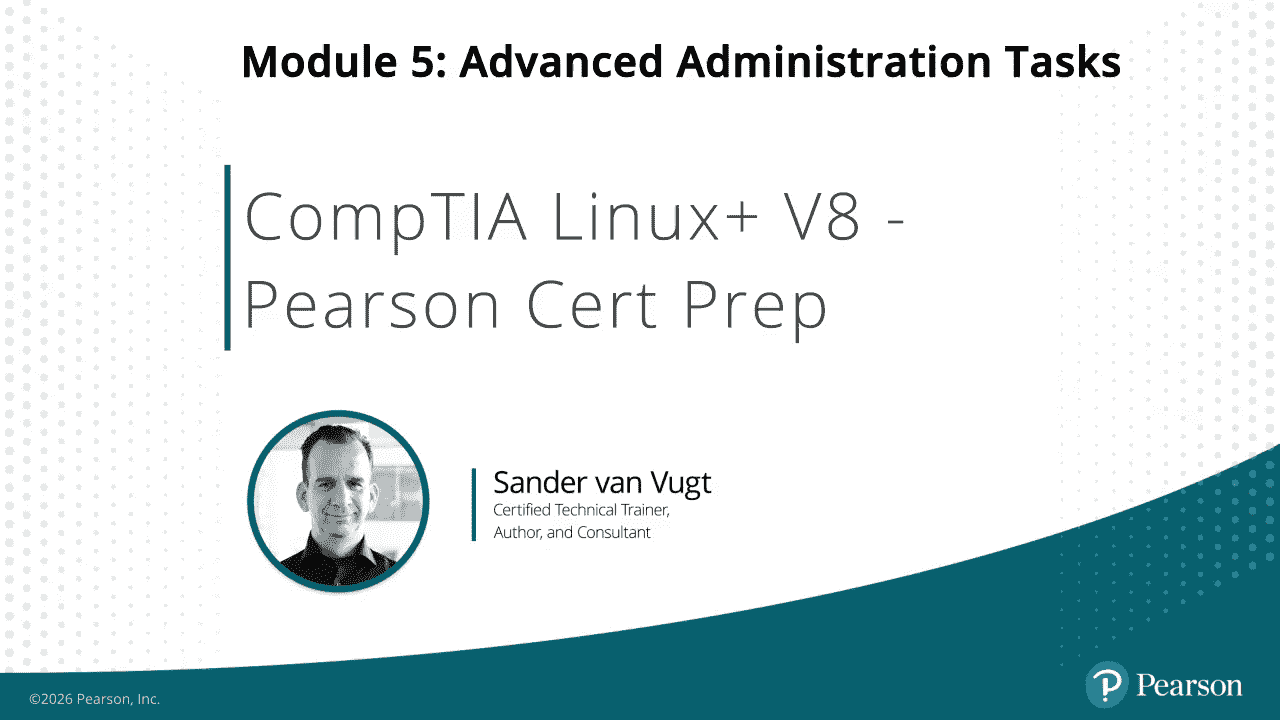 Module 5: Advanced Administration Tasks
CompTIA Linux+ V8 -
Pearson Cert Prep
Sander van Vugt
Certified Technical Trainer,
Author, and Consultant
©2026 Pearson, Inc.
Pearson